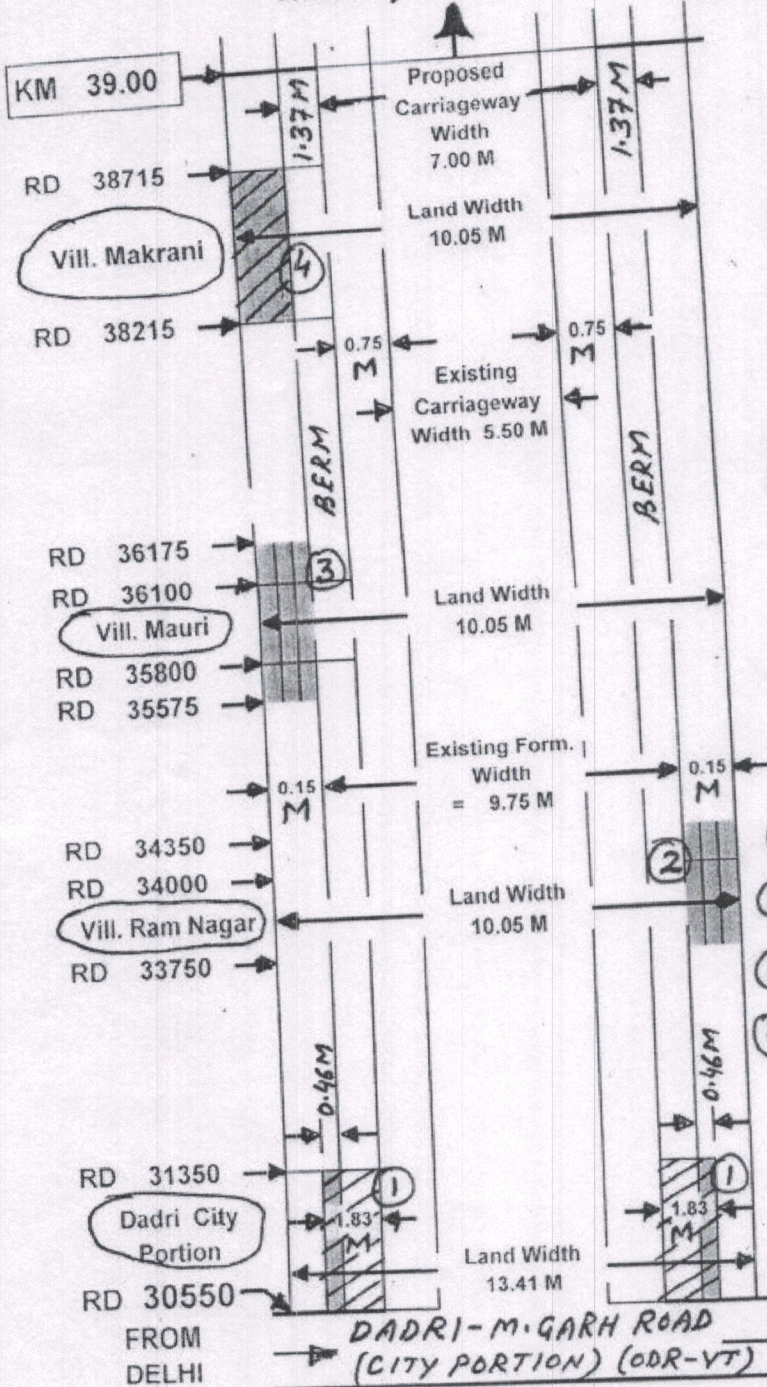 KM 39.00
1.37 M
Proposed
Carriageway
Width
7.00 M
1.37 M
RD 38715
Land Width
10.05 M
Vill. Makrani
4
RD 38215
0.75
M
0.75
M
Existing
Carriageway
Width 5.50 M
BERM
BERM
RD 36175
3
RD 36100
Land Width
10.05 M
Vill. Mauri
RD 35800
RD 35575
Existing Form.
Width
= 9.75 M
0.15
M
0.15
M
RD 34350
2
RD 34000
Land Width
10.05 M
Vill. Ram Nagar
RD 33750
0.46M
0.46M
RD 31350
1
1
Dadri City
Portion
1.83
M
1.83
M
Land Width
13.41 M
RD 30550
FROM
DELHI
DADRI-M.GARH ROAD
(CITY PORTION) (ODR-VT)